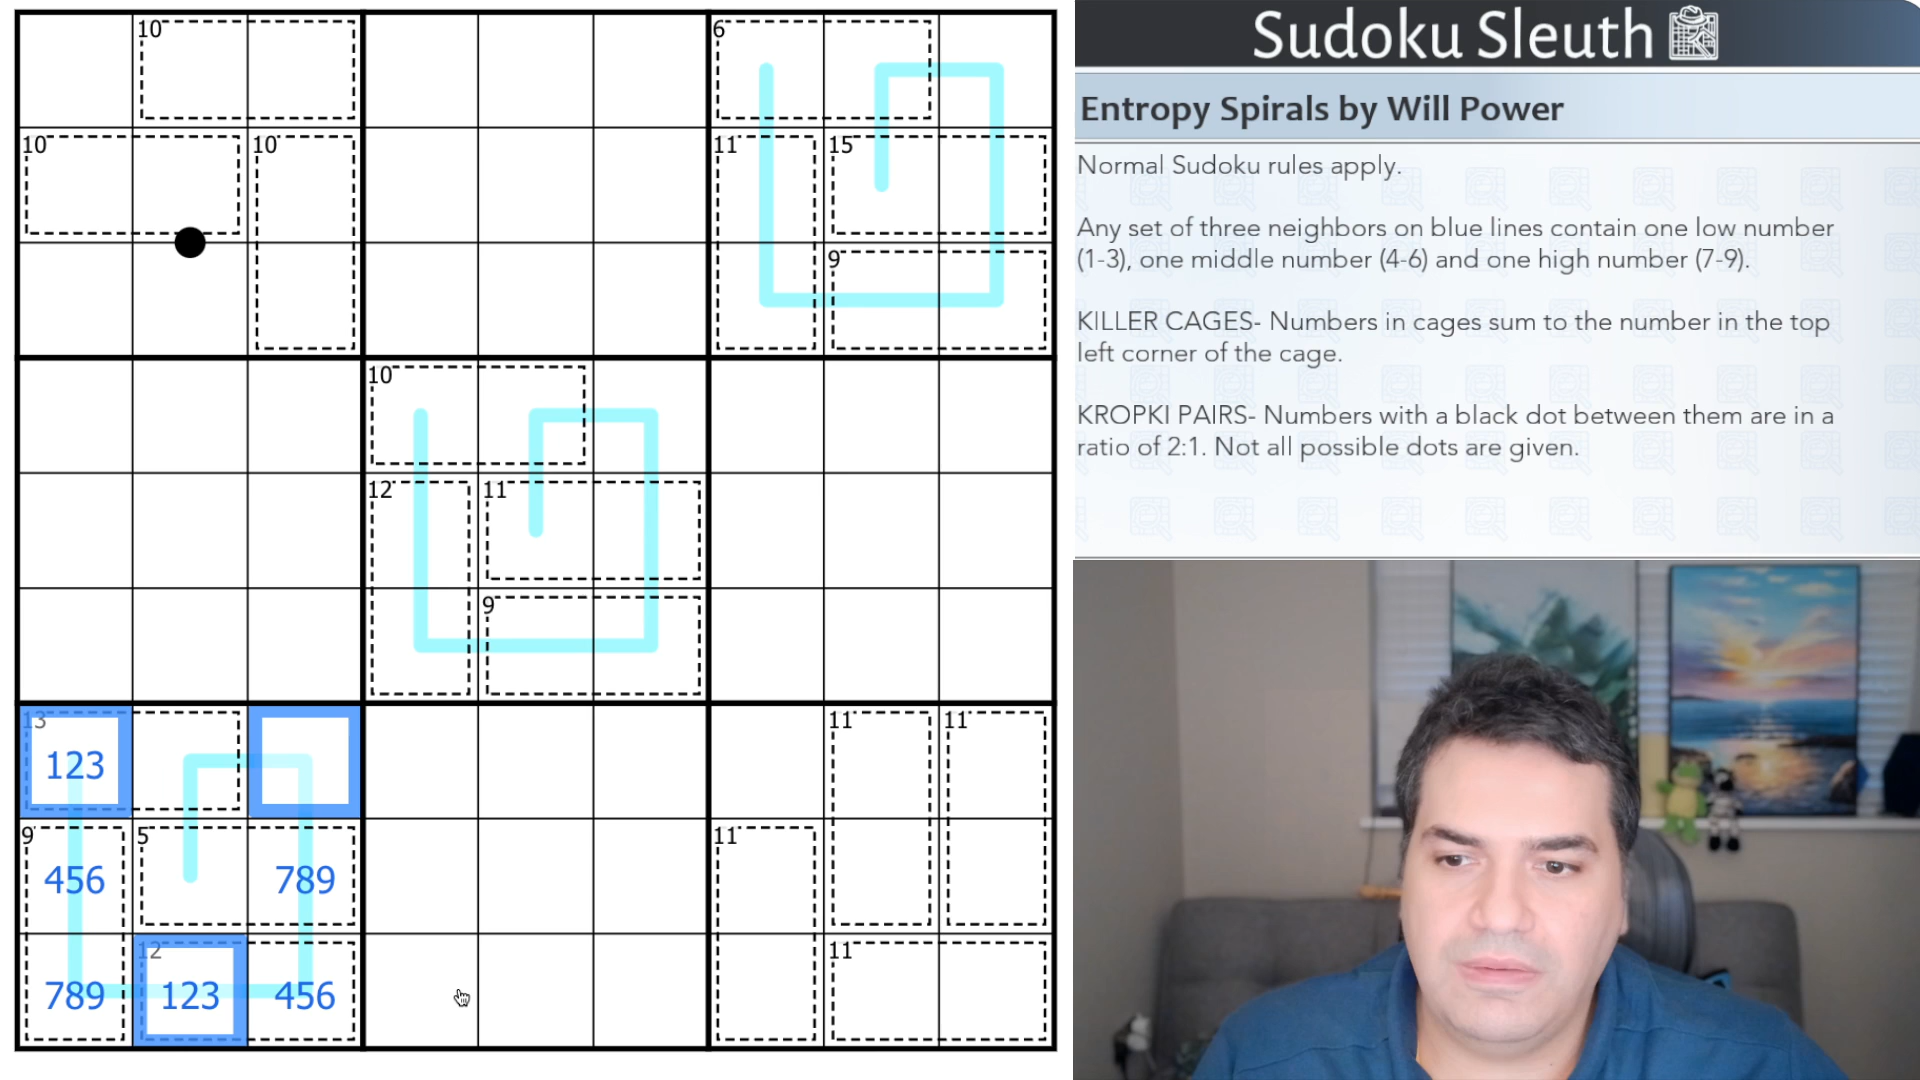 Sudoku Sleuth
Entropy Spirals by Will Power
Normal Sudoku rules apply.
Any set of three neighbors on blue lines contain one low number
(1-3), one middle number (4-6) and one high number (7-9).
KILLER CAGES- Numbers in cages sum to the number in the top
left corner of the cage.
KROPKI PAIRS- Numbers with a black dot between them are in a
ratio of 2:1. Not all possible dots are given.
10 6
10 10 11 15
9
10
12 11
9
13 11 11
123
9 5 11
456 789
12 11
789 123 456